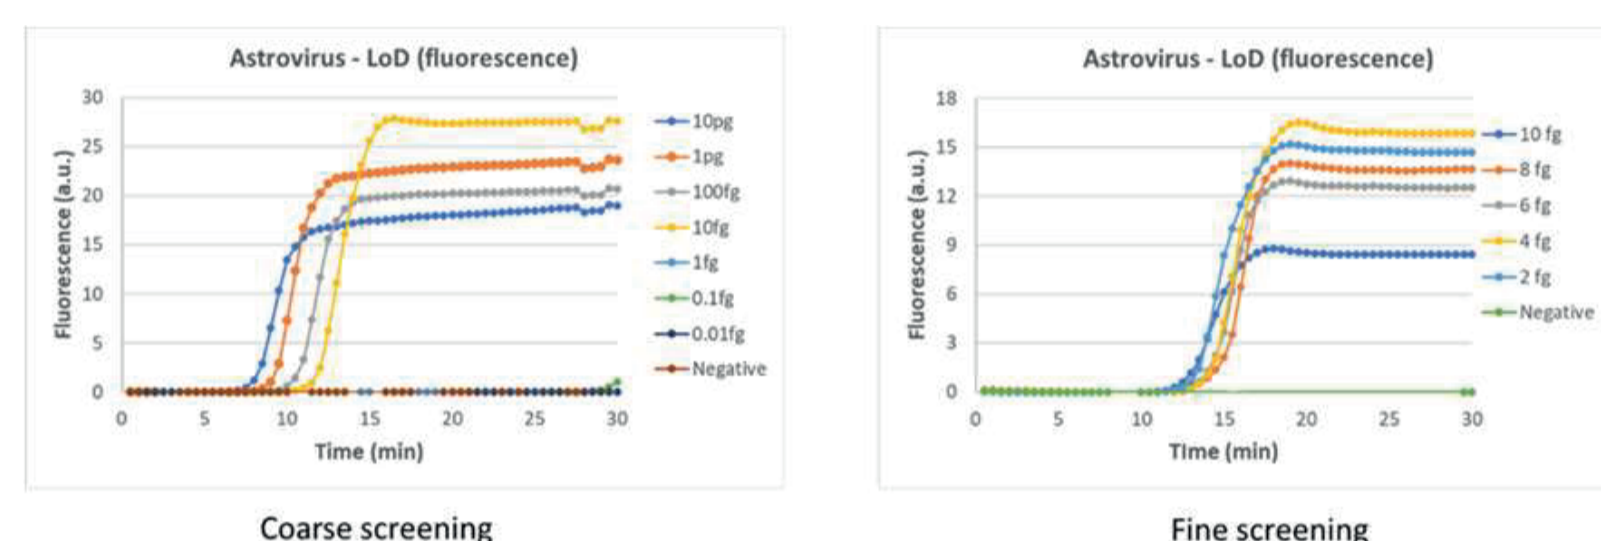 Astrovirus - LoD (fluorescence)
Fluorescence (a.u.)
30
25
20
15
10
5
0
0 5 10 15 20 25 30
Time (min)
10pg
1pg
100fg
10fg
1fg
0.1fg
0.01fg
Negative
Coarse screening
Astrovirus - LoD (fluorescence)
Fluorescence (a.u.)
18
15
12
9
6
3
0
0 5 10 15 20 25 30
TIme (min)
10 fg
8 fg
6 fg
4 fg
2 fg
Negative
Fine screening